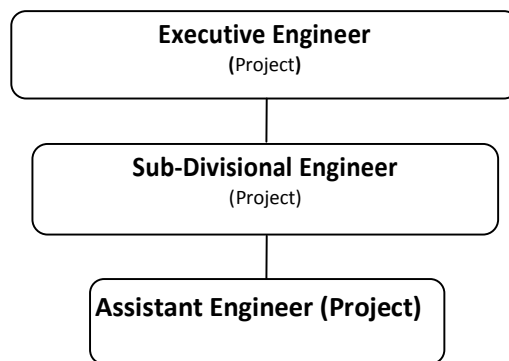 Executive Engineer
(Project)
Sub-Divisional Engineer
(Project)
Assistant Engineer (Project)